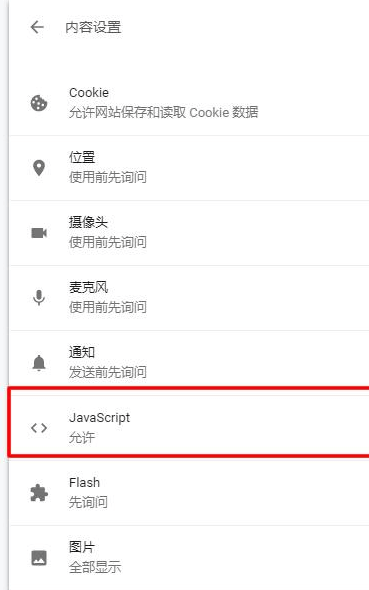 内容设置
Cookie
允许网站保存和读取 Cookie 数据
位置
使用前先询问
摄像头
使用前先询问
麦克风
使用前先询问
通知
发送前先询问
JavaScript
允许
Flash
先询问
图片
全部显示